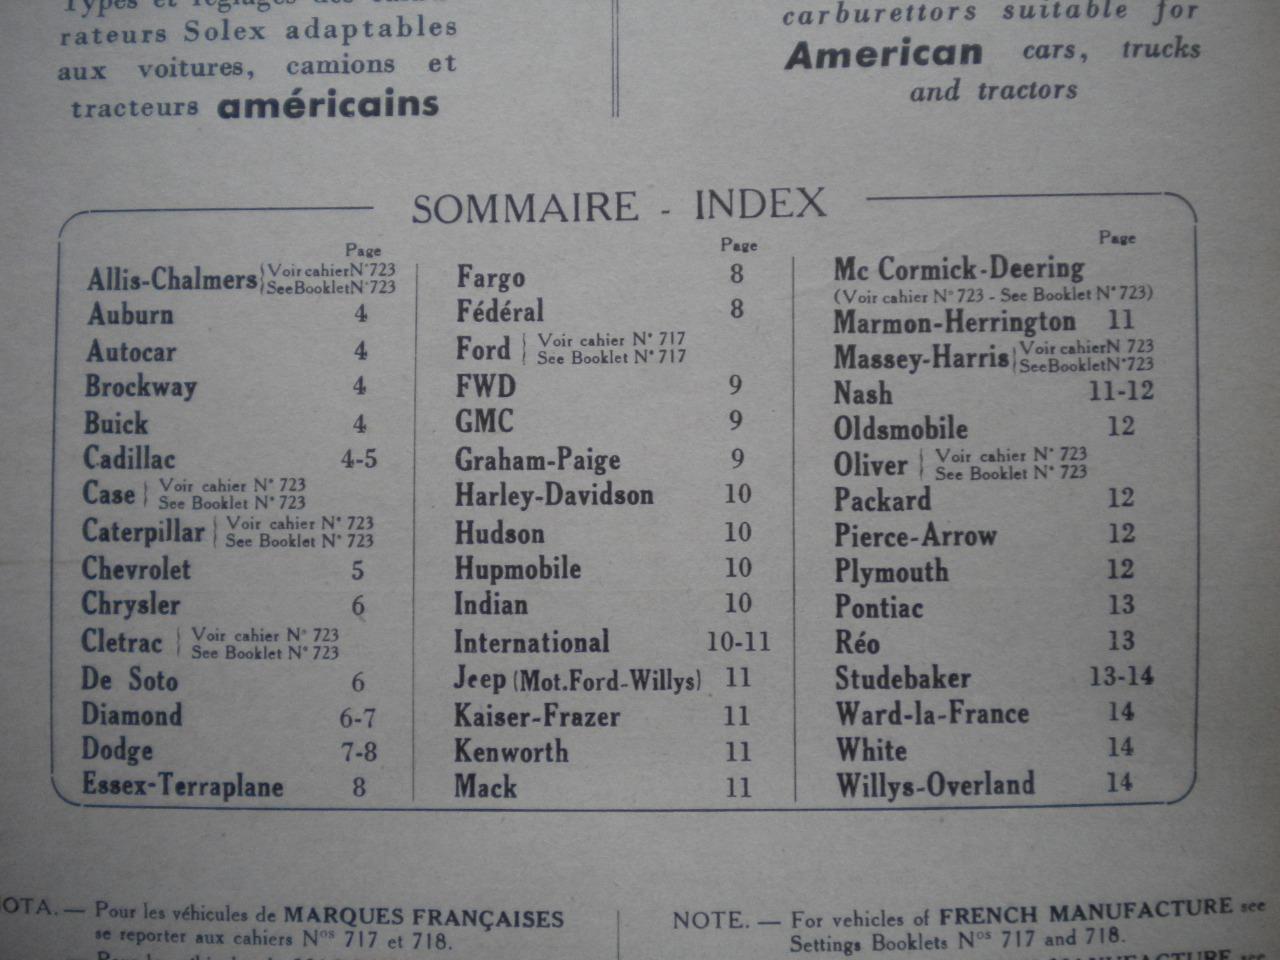 Types et réglages des
rateurs Solex adaptables
aux voitures, camions et
tracteurs américains
carburettors suitable for
American cars, trucks
and tractors
SOMMAIRE - INDEX
Page
Allis-Chalmers Voir cahier N° 723
See Booklet N° 723
Auburn 4
Autocar 4
Brockway 4
Buick 4
Cadillac 4-5
Case Voir cahier N° 723
See Booklet N° 723
Caterpillar Voir cahier N° 723
See Booklet N° 723
Chevrolet 5
Chrysler 6
Cletrac Voir cahier N° 723
See Booklet N° 723
De Soto 6
Diamond 6-7
Dodge 7-8
Essex-Terraplane 8
Page
Fargo 8
Fédéral 8
Ford Voir cahier N° 717
See Booklet N° 717
FWD 9
GMC 9
Graham-Paige 9
Harley-Davidson 10
Hudson 10
Hupmobile 10
Indian 10
International 10-11
Jeep (Mot.Ford-Willys) 11
Kaiser-Frazer 11
Kenworth 11
Mack 11
Page
Mc Cormick-Deering
(Voir cahier N° 723 - See Booklet N° 723)
Marmon-Herrington 11
Massey-Harris Voir cahier N 723
See Booklet N° 723
Nash 11-12
Oldsmobile 12
Oliver Voir cahier N° 723
See Booklet N° 723
Packard 12
Pierce-Arrow 12
Plymouth 12
Pontiac 13
Réo 13
Studebaker 13-14
Ward-la-France 14
White 14
Willys-Overland 14
OTA. — Pour les véhicules de MARQUES FRANÇAISES
se reporter aux cahiers Nos 717 et 718.
NOTE. — For vehicles of FRENCH MANUFACTURE see
Settings Booklets Nos 717 and 718.
MANUFACTURE see